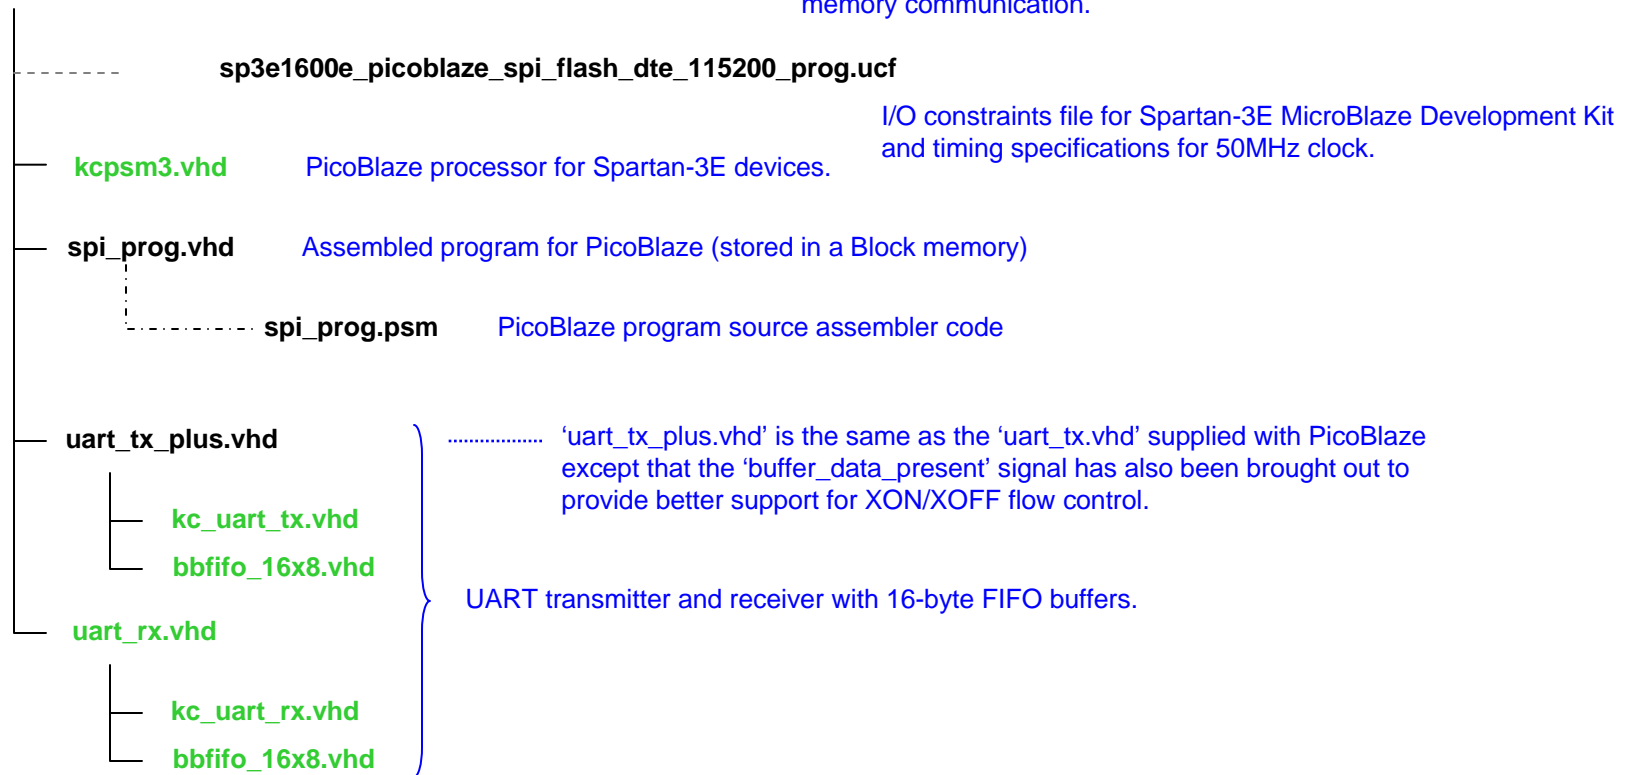 memory communication.
sp3e1600e_picoblaze_spi_flash_dte_115200_prog.ucf
I/O constraints file for Spartan-3E MicroBlaze Development Kit
and timing specifications for 50MHz clock.
kcpsm3.vhd PicoBlaze processor for Spartan-3E devices.
spi_prog.vhd Assembled program for PicoBlaze (stored in a Block memory)
spi_prog.psm PicoBlaze program source assembler code
uart_tx_plus.vhd ‘uart_tx_plus.vhd’ is the same as the ‘uart_tx.vhd’ supplied with PicoBlaze
except that the ‘buffer_data_present’ signal has also been brought out to
provide better support for XON/XOFF flow control.
kc_uart_tx.vhd
bbfifo_16x8.vhd
UART transmitter and receiver with 16-byte FIFO buffers.
uart_rx.vhd
kc_uart_rx.vhd
bbfifo_16x8.vhd